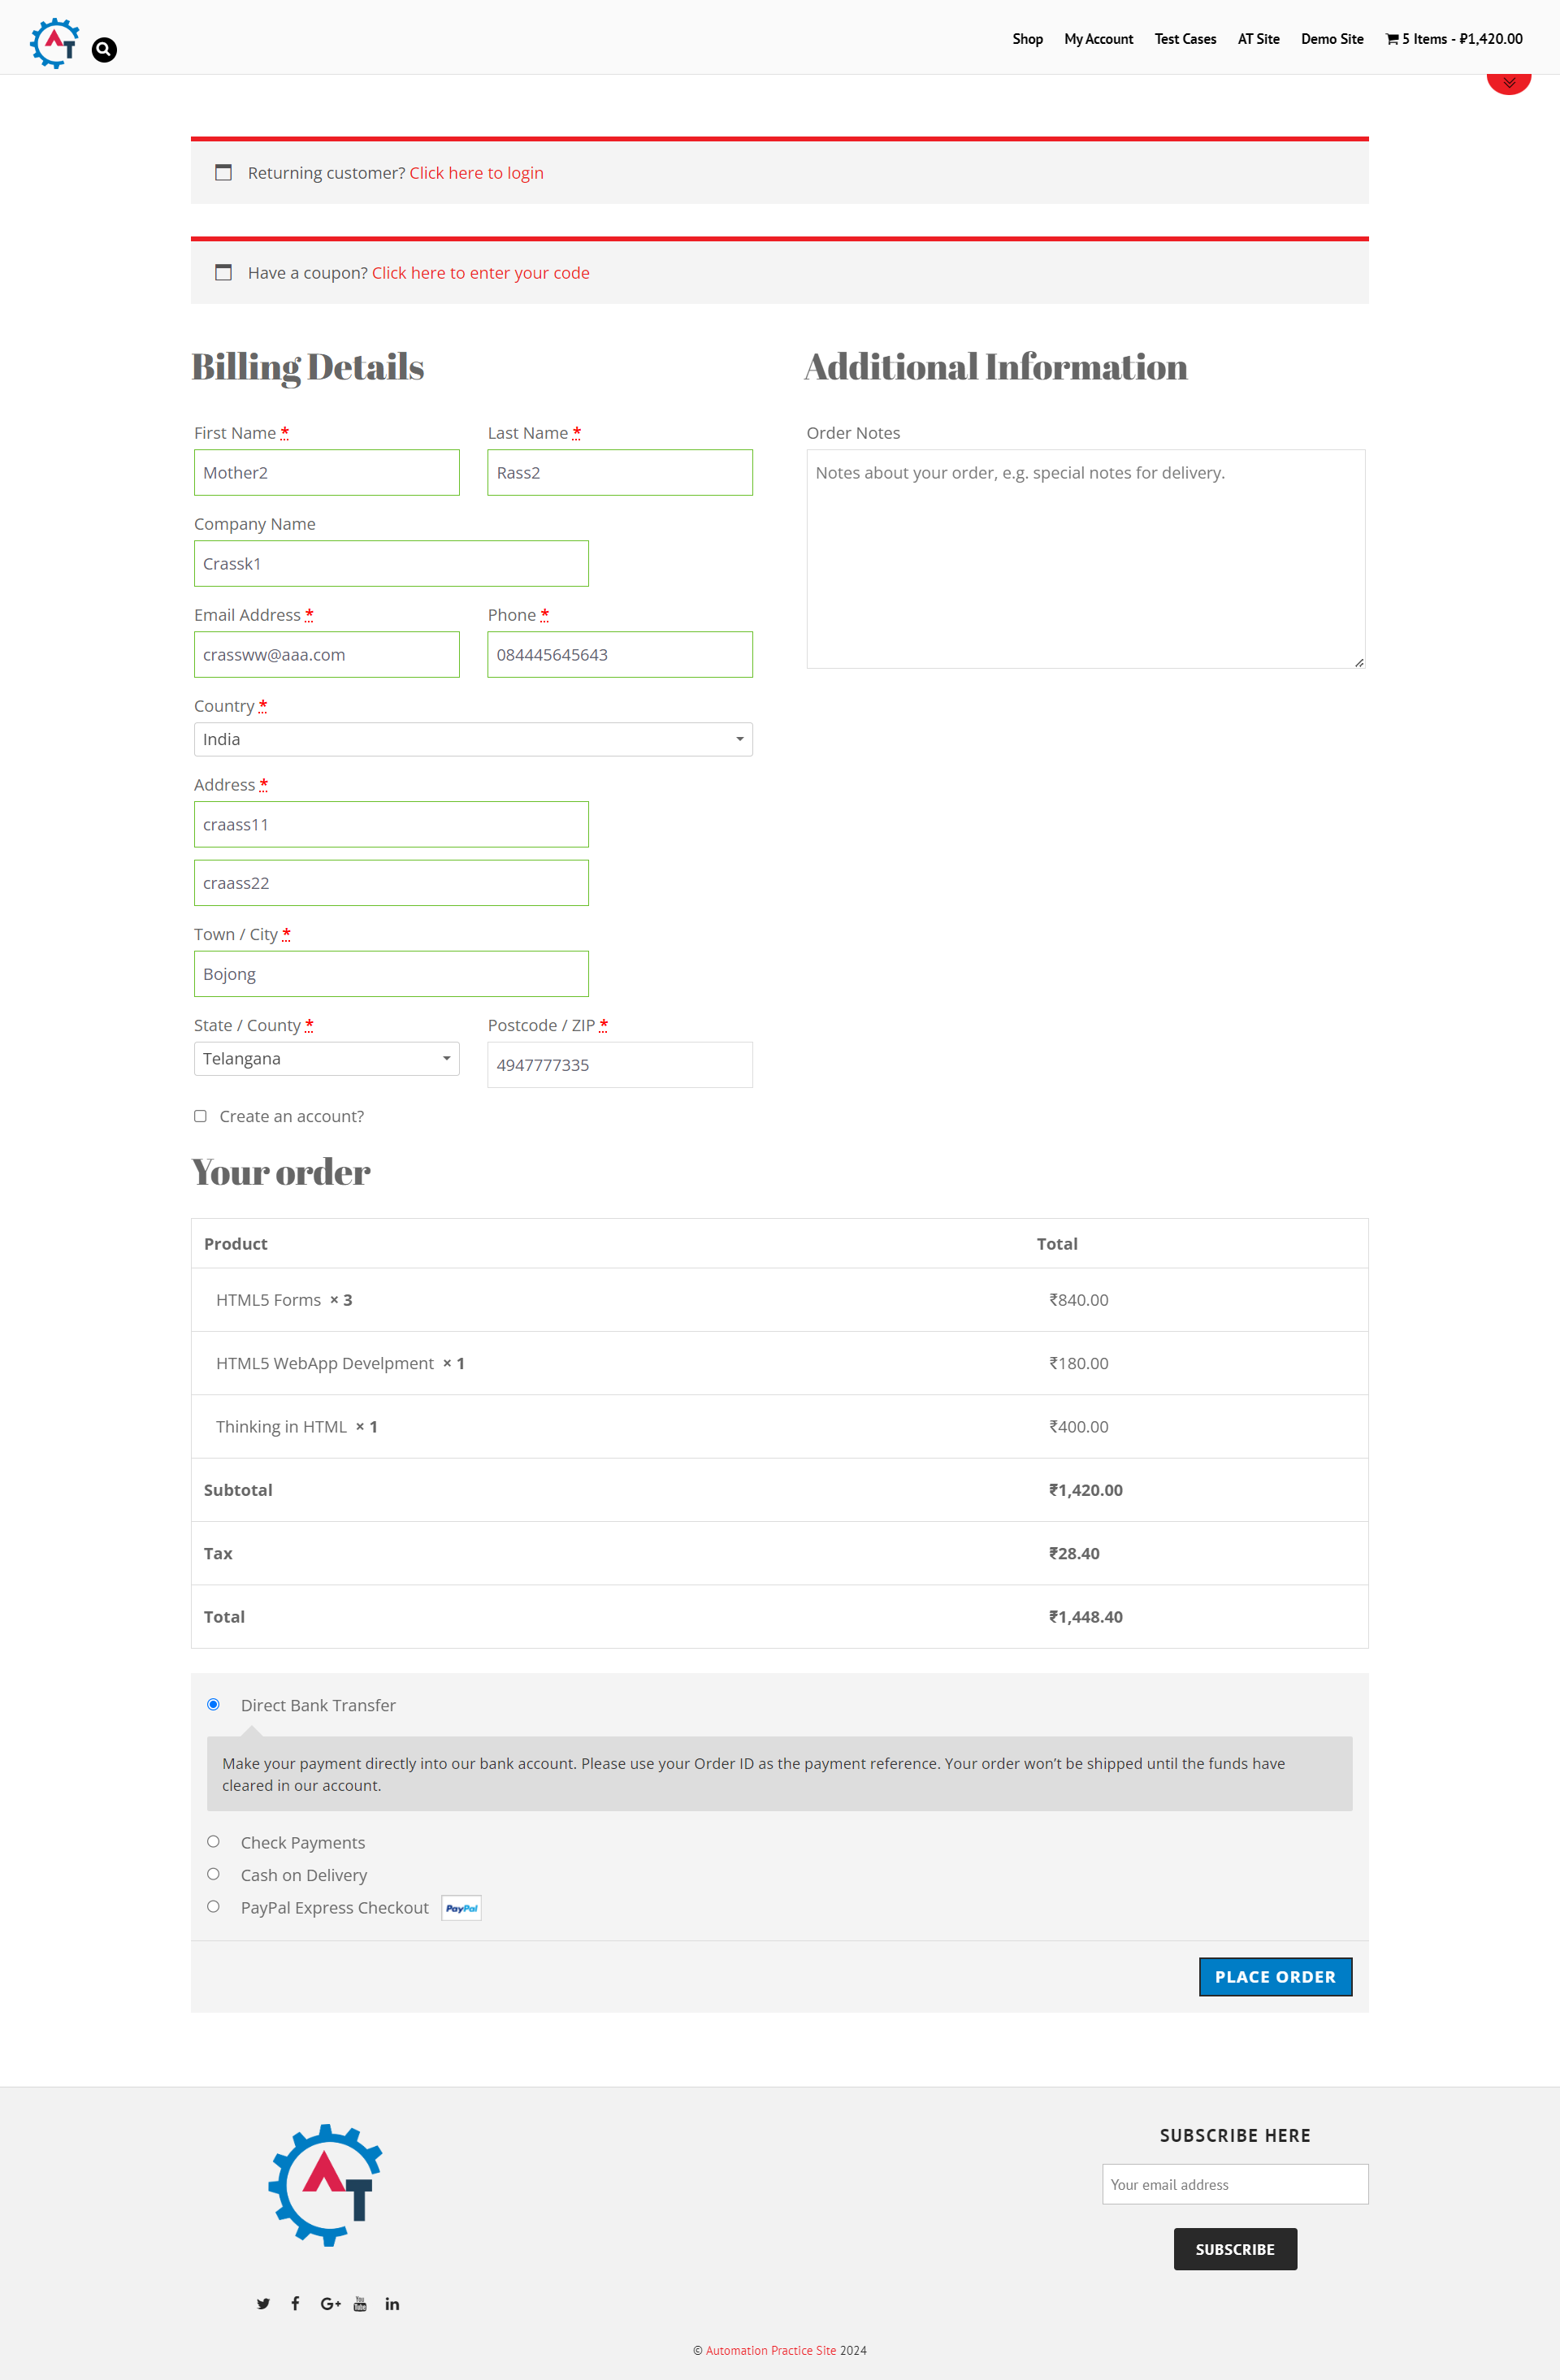 AT
Shop My Account Test Cases AT Site Demo Site 5 Items - ₹1,420.00
Returning customer? Click here to login
Have a coupon? Click here to enter your code
Billing Details
Additional Information
First Name * Last Name *
Order Notes
Mother2 Rass2
Notes about your order, e.g. special notes for delivery.
Company Name
Crassk1
Email Address * Phone *
crassww@aaa.com 084445645643
Country *
India
Address *
craass11
craass22
Town / City *
Bojong
State / County * Postcode / ZIP *
Telangana 4947777335
Create an account?
Your order
Product Total
HTML5 Forms × 3 ₹840.00
HTML5 WebApp Develpment × 1 ₹180.00
Thinking in HTML × 1 ₹400.00
Subtotal ₹1,420.00
Tax ₹28.40
Total ₹1,448.40
Direct Bank Transfer
Make your payment directly into our bank account. Please use your Order ID as the payment reference. Your order won’t be shipped until the funds have
cleared in our account.
Check Payments
Cash on Delivery
PayPal Express Checkout PayPal
PLACE ORDER
AT
SUBSCRIBE HERE
Your email address
SUBSCRIBE
You Tube
© Automation Practice Site 2024